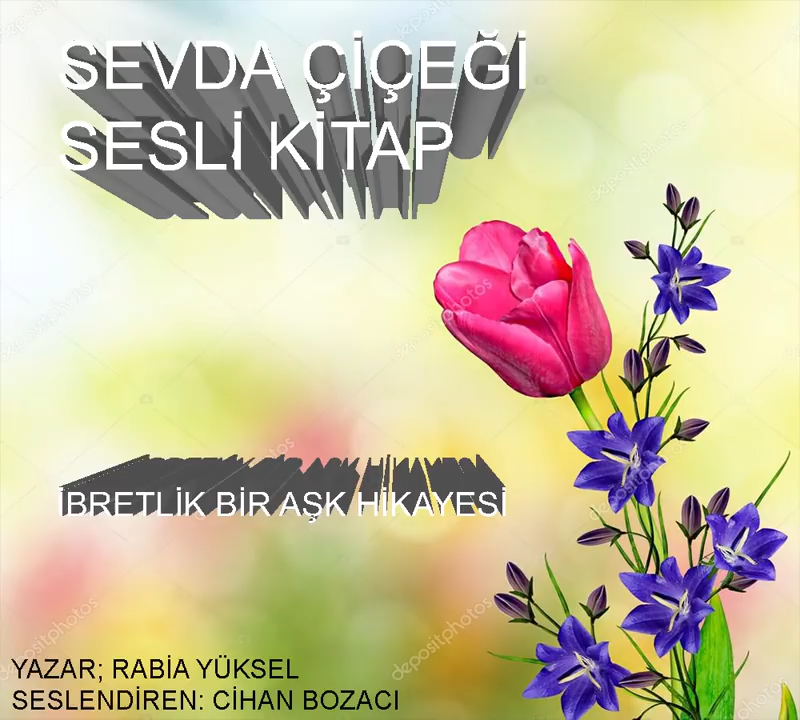 SEVDA ÇİÇEĞİ
SESLİ KİTAP
İBRETLİK BİR AŞK HİKAYESİ
YAZAR; RABİA YÜKSEL
SESLENDİREN: CİHAN BOZACI
depositphotos